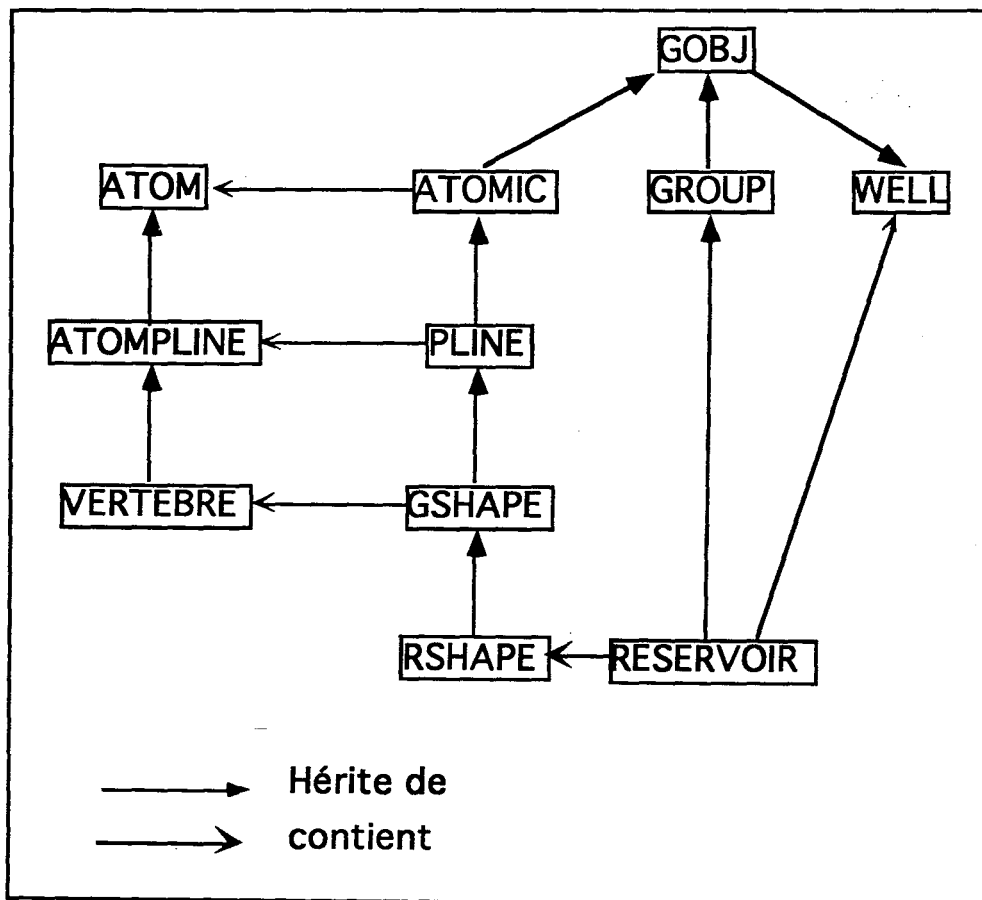 GOBJ
ATOM
ATOMIC
GROUP
WELL
ATOMPLINE
PLINE
VERTEBRE
GSHAPE
RSHAPE
RESERVOIR
Hérite de
contient